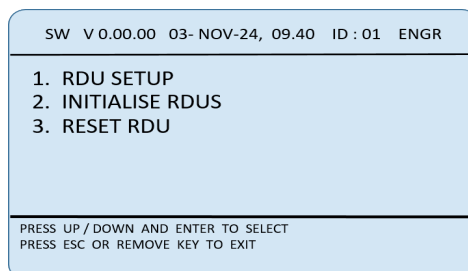 SW V 0.00.00 03- NOV-24, 09.40 ID : 01 ENGR
1. RDU SETUP
2. INITIALISE RDUS
3. RESET RDU
PRESS UP / DOWN AND ENTER TO SELECT
PRESS ESC OR REMOVE KEY TO EXIT